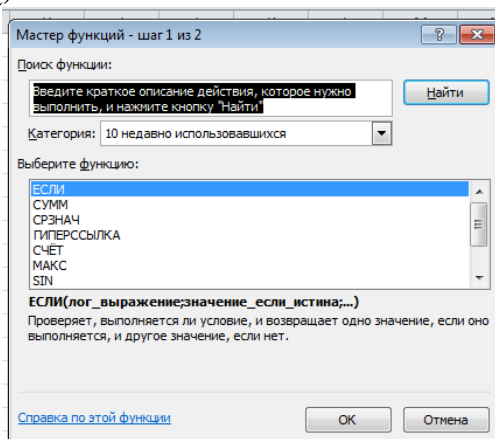 Мастер функций - шаг 1 из 2
Поиск функции:
Введите краткое описание действия, которое нужно
выполнить, и нажмите кнопку "Найти"
Найти
Категория: 10 недавно использовавшихся
Выберите функцию:
ЕСЛИ
СУММ
СРЗНАЧ
ГИПЕРССЫЛКА
СЧЁТ
МАКС
SIN
ЕСЛИ(лог_выражение;значение_если_истина;...)
Проверяет, выполняется ли условие, и возвращает одно значение, если оно
выполняется, и другое значение, если нет.
Справка по этой функции
ОК
Отмена